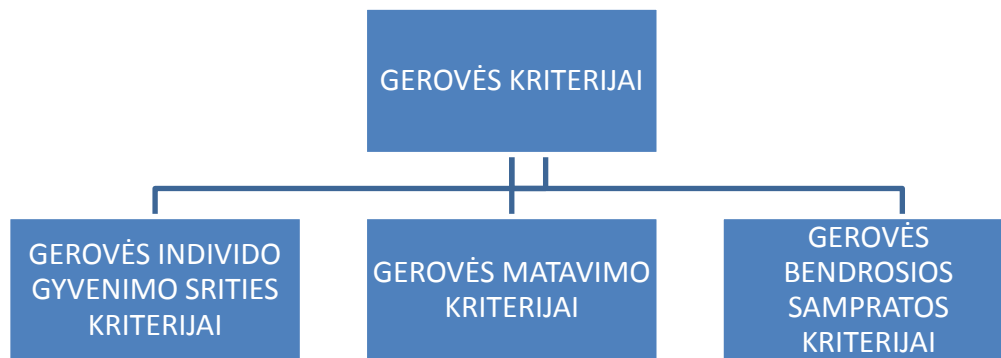 GEROVĖS KRITERIJAI
GEROVĖS INDIVIDO
GYVENIMO SRITIES
KRITERIJAI
GEROVĖS MATAVIMO
KRITERIJAI
GEROVĖS
BENDROSIOS
SAMPRATOS
KRITERIJAI